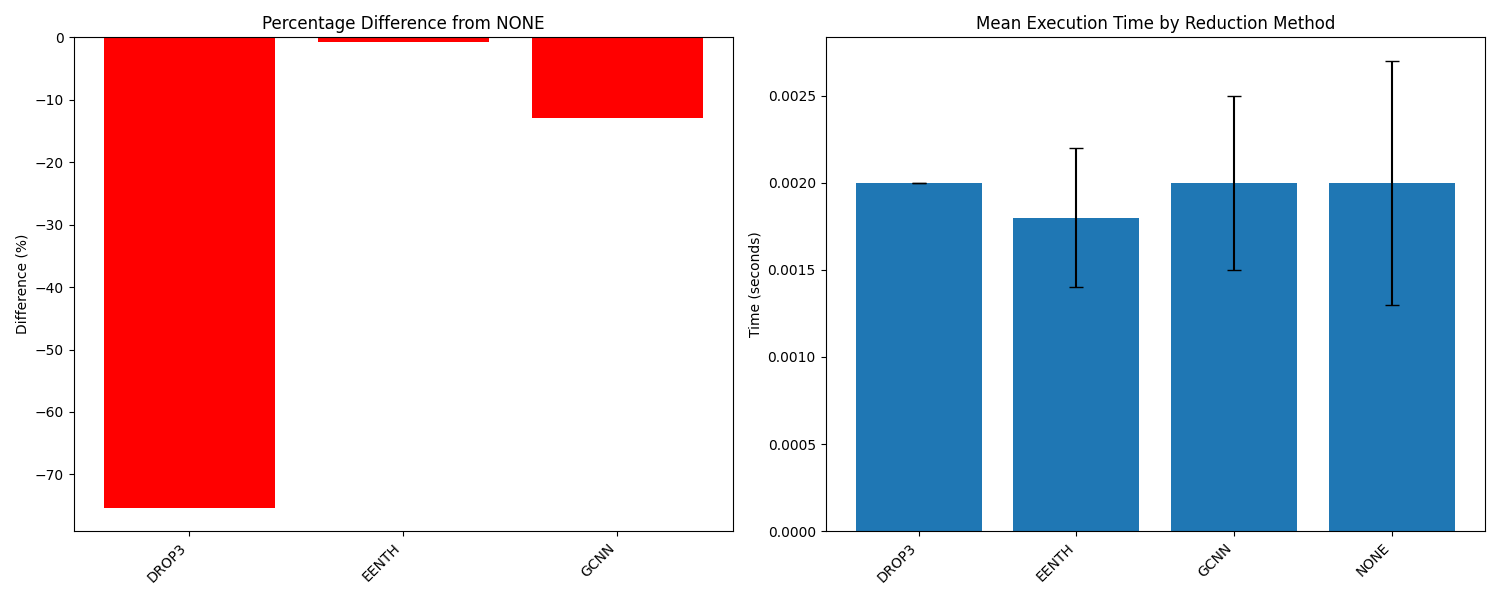 Percentage Difference from NONE
Difference (%)
0
−10
−20
−30
−40
−50
−60
−70
DROP3
EENTH
GCNN
Mean Execution Time by Reduction Method
Time (seconds)
0.0025
0.0020
0.0015
0.0010
0.0005
0.0000
DROP3
EENTH
GCNN
NONE